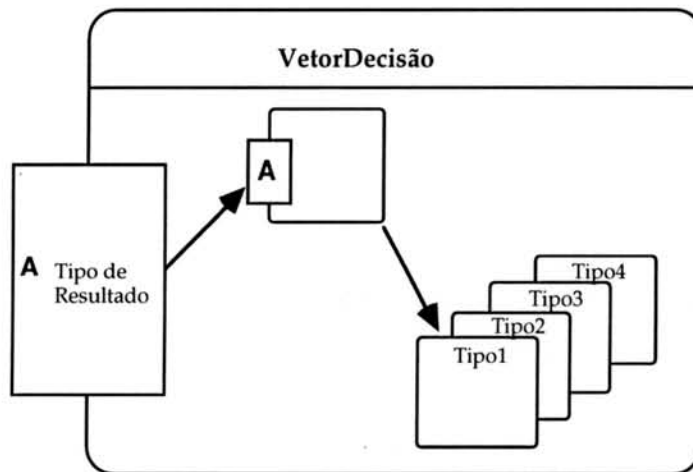 VetorDecisão
A
A Tipo de
Resultado
Tipo4
Tipo3
Tipo2
Tipo1